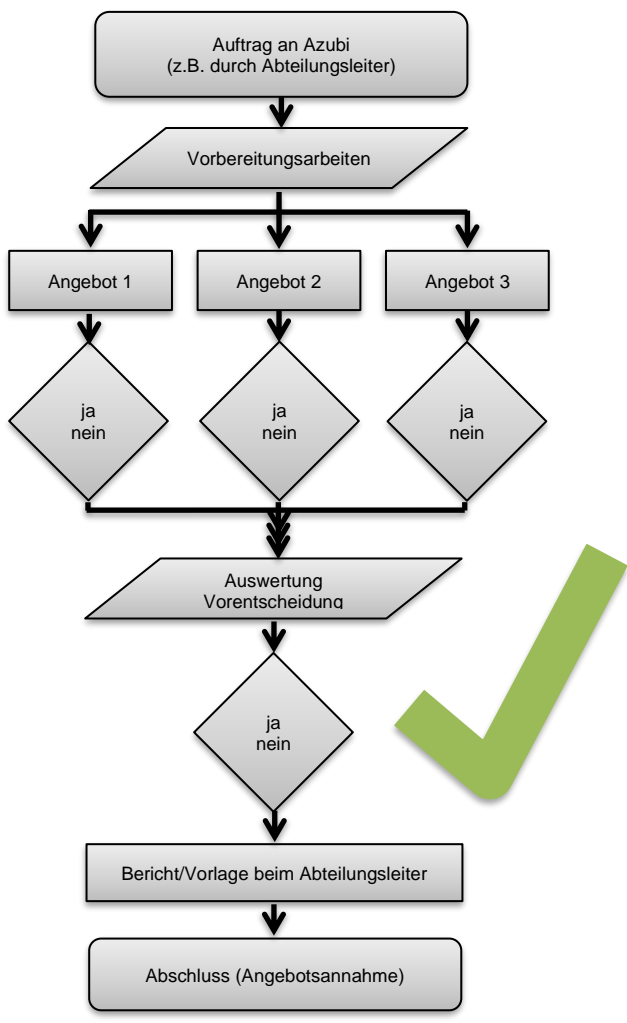 Auftrag an Azubi
(z.B. durch Abteilungsleiter)
Vorbereitungsarbeiten
Angebot 1
Angebot 2
Angebot 3
ja
nein
ja
nein
ja
nein
Auswertung
Vorentscheidung
ja
nein
Bericht/Vorlage beim Abteilungsleiter
Abschluss (Angebotsannahme)